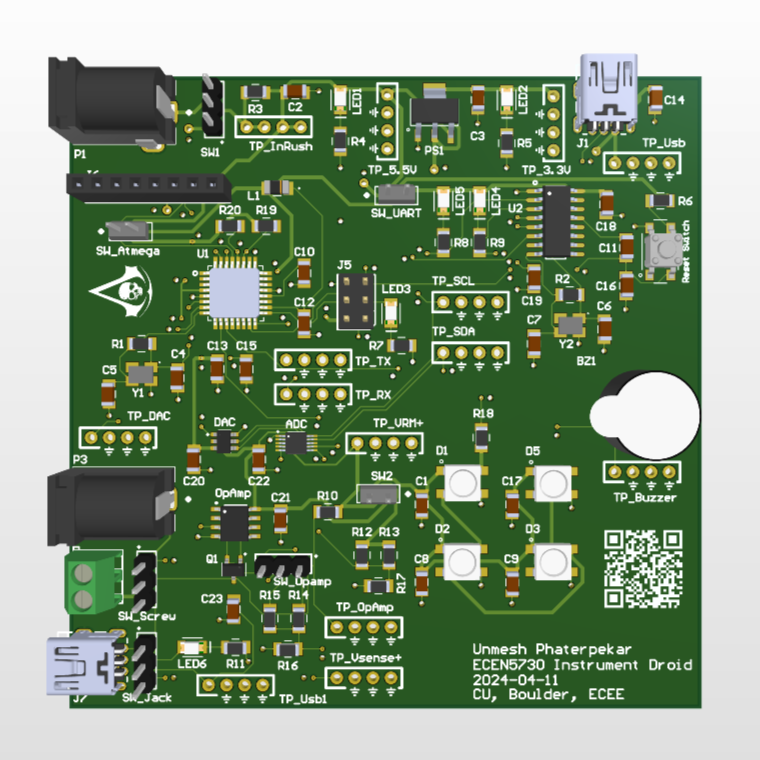 R3
C2
LED1
R4
P1
SW1
TP_InRush
TP_5.5V
PS1
C3
LED2
R5
TP_3.3V
J1
C14
TP_Usb
L1
R20
R19
SW_UART
LED5
LED4
U2
C18
R6
SW_Atmega
U1
C10
J5
R8
R9
C11
Reset Switch
C12
LED3
TP_SCL
C19
R2
C16
R1
C13
C15
R7
TP_SDA
C7
C6
Y2
BZ1
C5
Y1
C4
TP_TX
TP_RX
TP_DAC
DAC
ADC
TP_VRM+
R18
P3
C20
C22
SW2
D1
D5
C1
C17
TP_Buzzer
OpAmp
C21
R10
R12
R13
D2
D3
Q1
SW_Opamp
R17
C8
C9
SW_Screw
C23
R15
R14
TP_OpAmp
LED6
R11
R16
TP_Vsense+
J7
SW_Jack
TP_Usb1
Unmesh Phaterpekar
ECEN5730 Instrument Droid
2024-04-11
CU, Boulder, ECEE